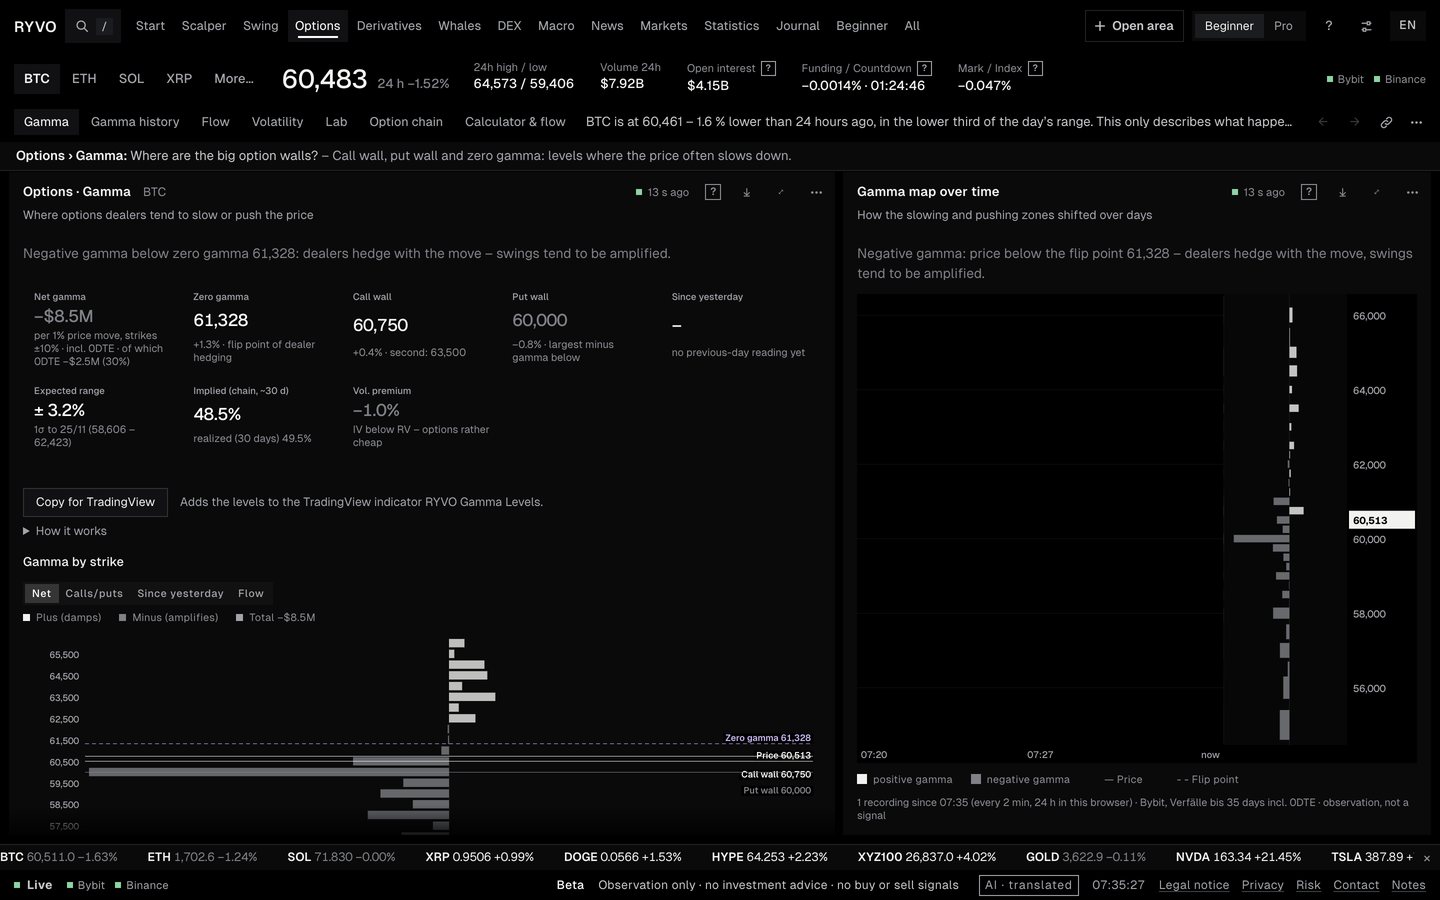 RYVO / Start Scalper Swing Options Derivatives Whales DEX Macro News Markets Statistics Journal Beginner All + Open area Beginner Pro ? EN
BTC ETH SOL XRP More... 60,483 24 h −1.52%
24h high / low
64,573 / 59,406
Volume 24h
$7.92B
Open interest ?
$4.15B
Funding / Countdown ?
−0.0014% · 01:24:46
Mark / Index ?
−0.047%
Bybit Binance
Gamma Gamma history Flow Volatility Lab Option chain Calculator & flow BTC is at 60,461 – 1.6 % lower than 24 hours ago, in the lower third of the day's range. This only describes what happe...
Options › Gamma: Where are the big option walls? – Call wall, put wall and zero gamma: levels where the price often slows down.
Options · Gamma BTC 13 s ago ?
Where options dealers tend to slow or push the price
Negative gamma below zero gamma 61,328: dealers hedge with the move – swings tend to be amplified.
Net gamma
−$8.5M
per 1% price move, strikes
±10% · incl. 0DTE · of which
0DTE −$2.5M (30%)
Zero gamma
61,328
+1.3% · flip point of dealer
hedging
Call wall
60,750
+0.4% · second: 63,500
Put wall
60,000
−0.8% · largest minus
gamma below
Since yesterday
–
no previous-day reading yet
Expected range
± 3.2%
1σ to 25/11 (58,606 –
62,423)
Implied (chain, ~30 d)
48.5%
realized (30 days) 49.5%
Vol. premium
−1.0%
IV below RV – options rather
cheap
Copy for TradingView Adds the levels to the TradingView indicator RYVO Gamma Levels.
How it works
Gamma by strike
Net Calls/puts Since yesterday Flow
Plus (damps) Minus (amplifies) Total −$8.5M
65,500
64,500
63,500
62,500
61,500
60,500
59,500
58,500
57,500
Zero gamma 61,328
Price 60,513
Call wall 60,750
Put wall 60,000
Gamma map over time 13 s ago ?
How the slowing and pushing zones shifted over days
Negative gamma: price below the flip point 61,328 – dealers hedge with the move, swings
tend to be amplified.
66,000
64,000
62,000
60,513
60,000
58,000
56,000
07:20 07:27 now
positive gamma negative gamma — Price - - Flip point
1 recording since 07:35 (every 2 min, 24 h in this browser) · Bybit, Verfälle bis 35 days incl. 0DTE · observation, not a
signal
BTC 60,511.0 −1.63% ETH 1,702.6 −1.24% SOL 71.830 −0.00% XRP 0.9506 +0.99% DOGE 0.0566 +1.53% HYPE 64.253 +2.23% XYZ100 26,837.0 +4.02% GOLD 3,622.9 −0.11% NVDA 163.34 +21.45% TSLA 387.89 + ×
Live Bybit Binance Beta Observation only · no investment advice · no buy or sell signals AI · translated 07:35:27 Legal notice Privacy Risk Contact Notes